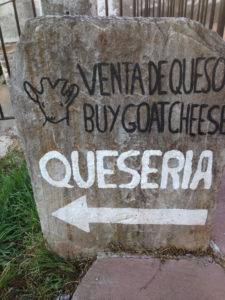 VENTA DE QUESO
BUY GOAT CHEESE
QUESERIA